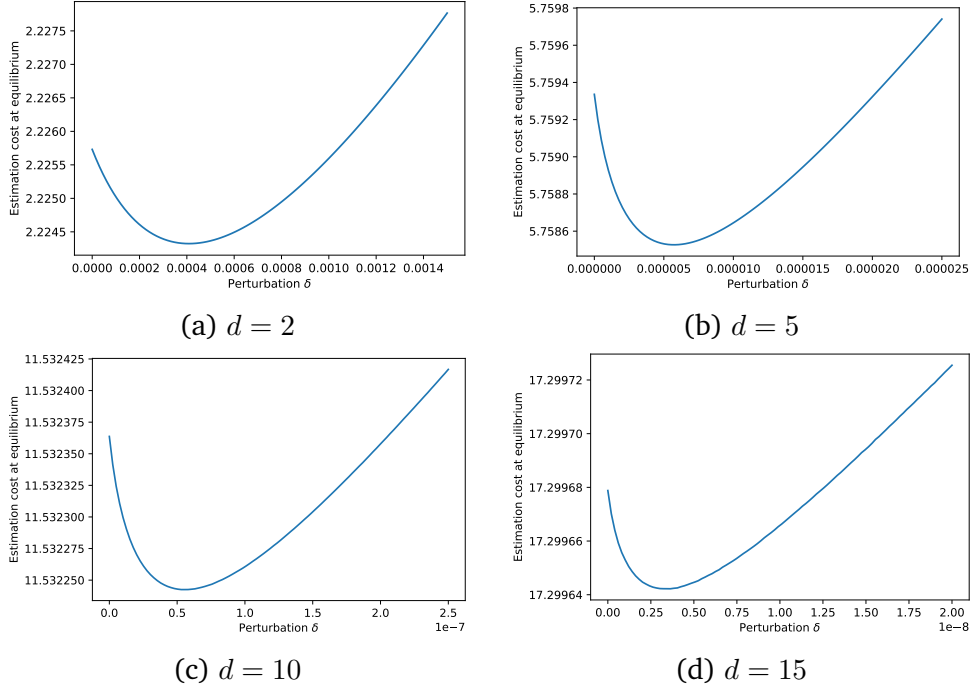 2.2275
2.2270
2.2265
2.2260
2.2255
2.2250
2.2245
Estimation cost at equilibrium
0.0000 0.0002 0.0004 0.0006 0.0008 0.0010 0.0012 0.0014
Perturbation δ
(a) d = 2
5.7598
5.7596
5.7594
5.7592
5.7590
5.7588
5.7586
Estimation cost at equilibrium
0.000000 0.000005 0.000010 0.000015 0.000020 0.000025
Perturbation δ
(b) d = 5
11.532425
11.532400
11.532375
11.532350
11.532325
11.532300
11.532275
11.532250
Estimation cost at equilibrium
0.0 0.5 1.0 1.5 2.0 2.5
1e-7
Perturbation δ
(c) d = 10
17.29972
17.29970
17.29968
17.29966
17.29964
Estimation cost at equilibrium
0.00 0.25 0.50 0.75 1.00 1.25 1.50 1.75 2.00
1e-8
Perturbation δ
(d) d = 15